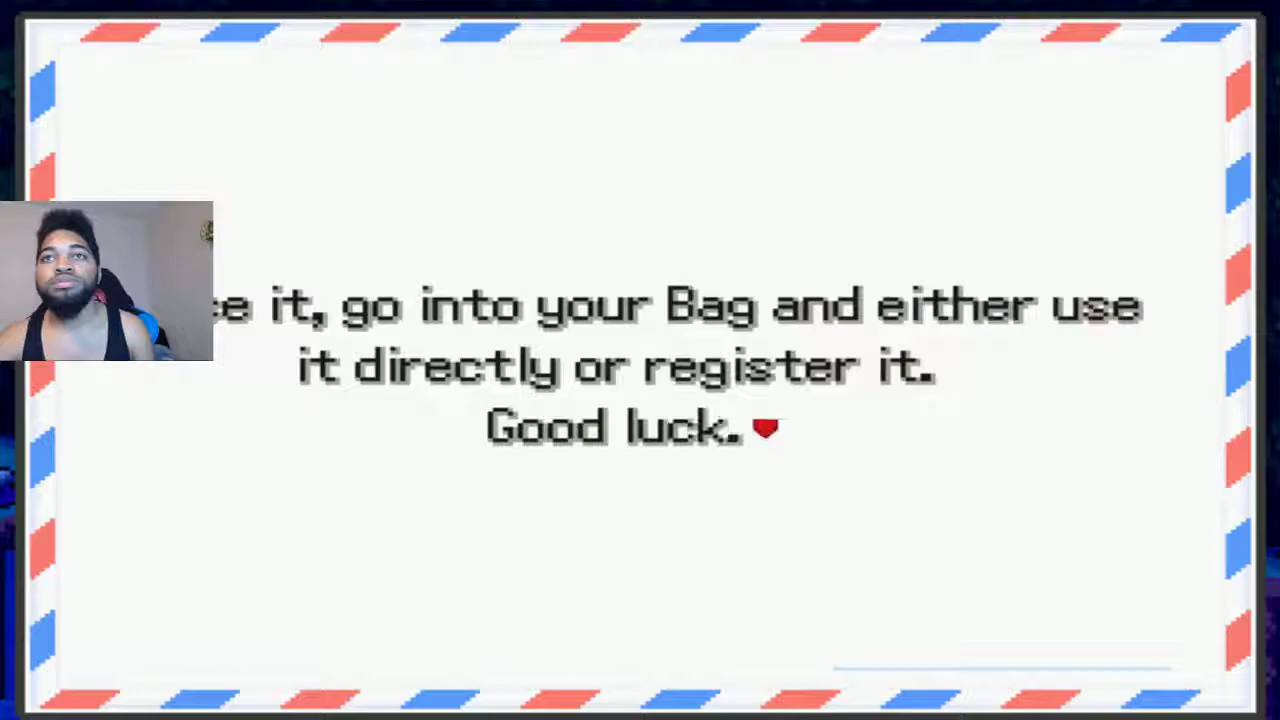 it, go into your Bag and either use
it directly or register it.
Good luck.